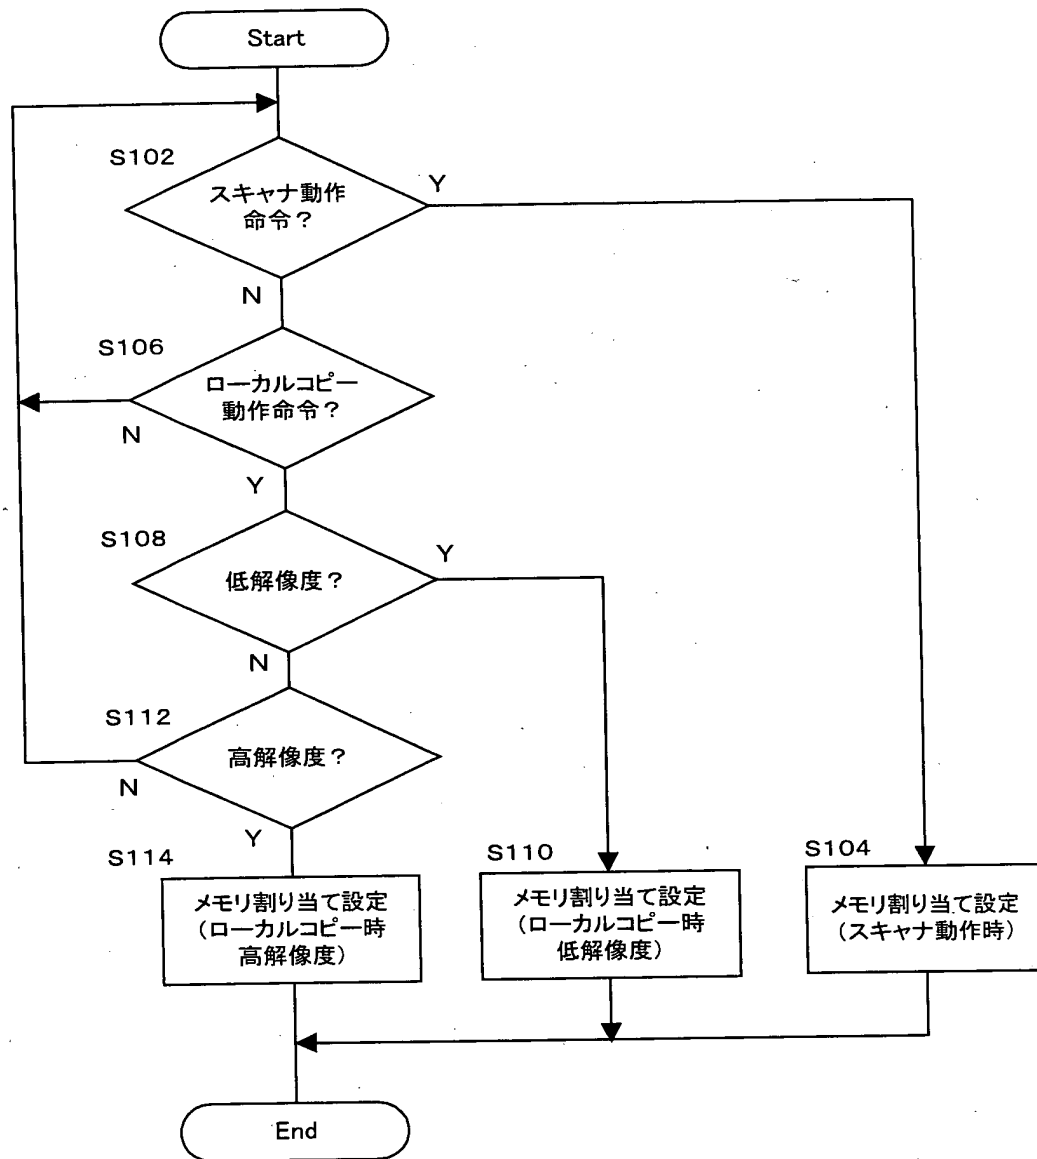 Start
S102
スキャナ動作
命令？
Y
N
S106
ローカルコピー
動作命令？
N
Y
S108
低解像度？
Y
N
S112
高解像度？
N
Y
S114
メモリ割り当て設定
（ローカルコピー時
高解像度）
S110
メモリ割り当て設定
（ローカルコピー時
低解像度）
S104
メモリ割り当て設定
（スキャナ動作時）
End